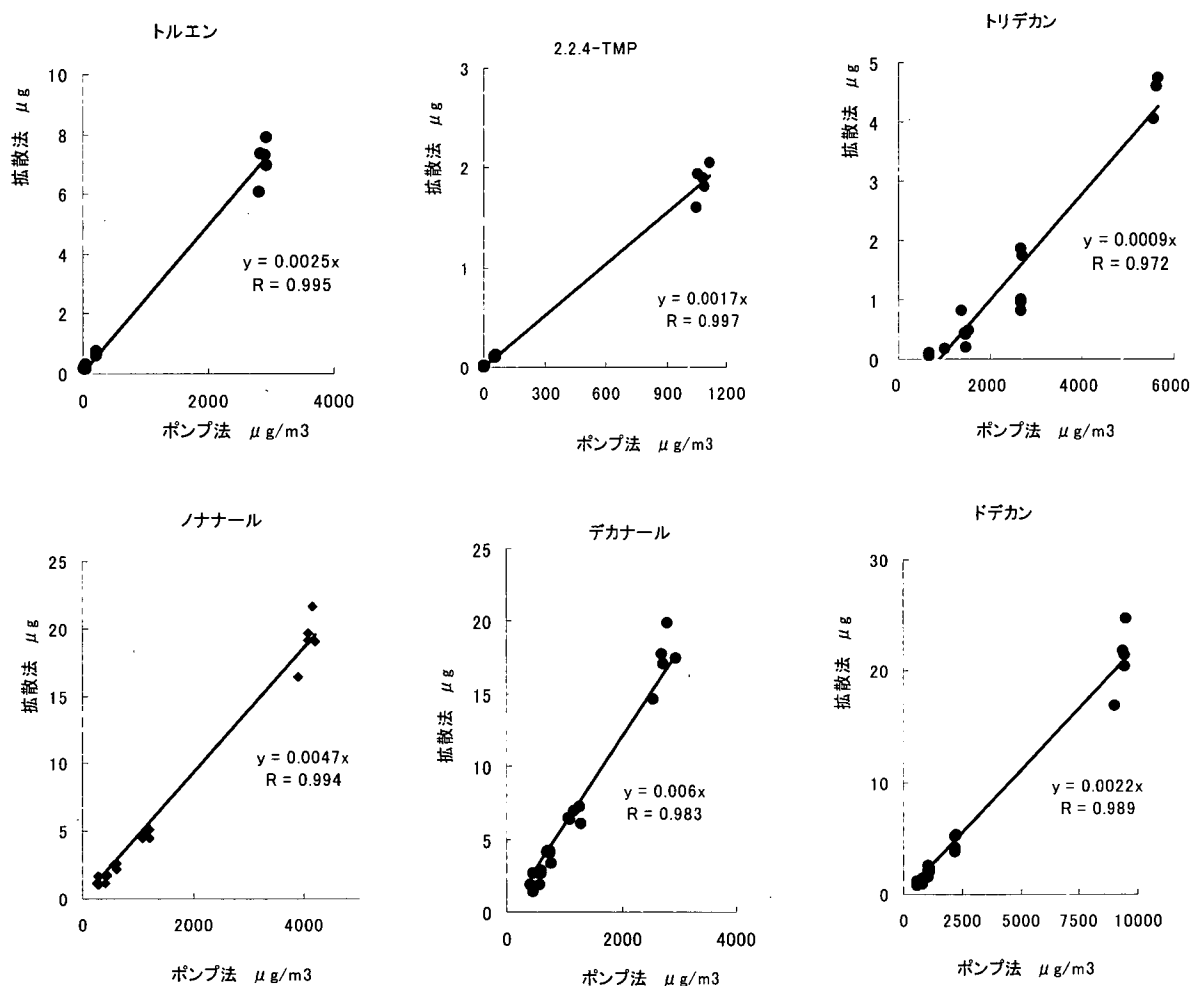 トルエン
10
8
6
4
2
0
拡散法 μg
y = 0.0025x
R = 0.995
0 2000 4000
ポンプ法 μg/m3
2.2.4-TMP
3
2
1
0
拡散法 μg
y = 0.0017x
R = 0.997
0 300 600 900 1200
ポンプ法 μg/m3
トリデカン
5
4
3
2
1
0
拡散法 μg
y = 0.0009x
R = 0.972
0 2000 4000 6000
ポンプ法 μg/m3
ノナナール
25
20
15
10
5
0
拡散法 μg
y = 0.0047x
R = 0.994
0 2000 4000
ポンプ法 μg/m3
デカナール
25
20
15
10
5
0
拡散法 μg
y = 0.006x
R = 0.983
0 2000 4000
ポンプ法 μg/m3
ドデカン
30
20
10
0
拡散法 μg
y = 0.0022x
R = 0.989
0 2500 5000 7500 10000
ポンプ法 μg/m3